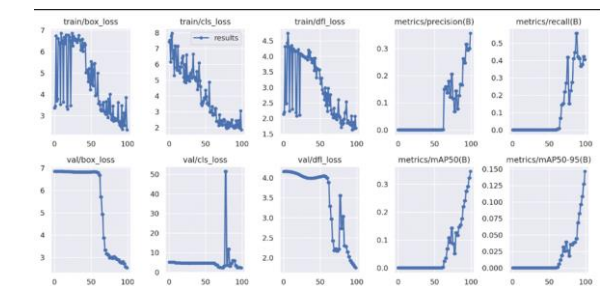 train/box_loss train/cls_loss train/dfl_loss metrics/precision(B) metrics/recall(B)
7 6 5 4 3
0 50 100
8 7 6 5 4 3 2
results
0 50 100
4.5 4.0 3.5 3.0 2.5 2.0 1.5
0 50 100
0.3 0.2 0.1 0.0
0 50 100
0.5 0.4 0.3 0.2 0.1 0.0
0 50 100
val/box_loss val/cls_loss val/dfl_loss metrics/mAP50(B) metrics/mAP50-95(B)
7 6 5 4 3
0 50 100
50 40 30 20 10 0
0 50 100
4.0 3.5 3.0 2.5 2.0
0 50 100
0.3 0.2 0.1 0.0
0 50 100
0.150 0.125 0.100 0.075 0.050 0.025 0.000
0 50 100